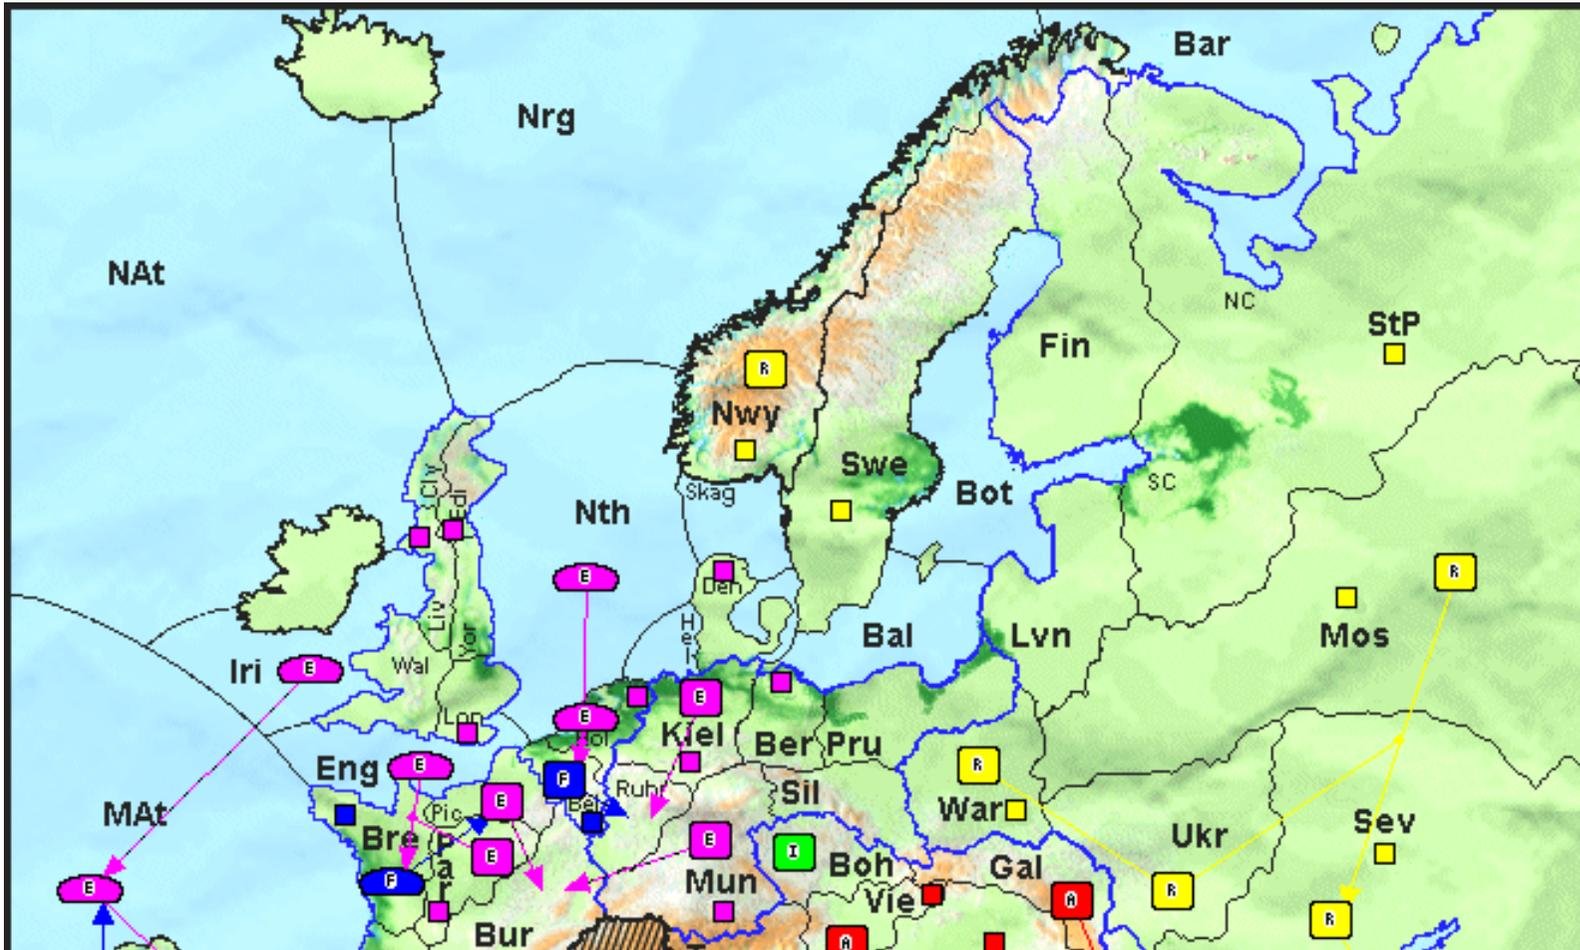 Bar
Nrg
NAt
NC
StP
Fin
R
Nwy
Swe
Skag
Bot
SC
Cly
Edi
Nth
E
Den
R
Mos
Hel
Bal
Lvn
Liv
Yor
Wal
Iri
E
E
E
Lon
Hol
Kiel
Ber
Pru
Eng
E
F
R
Ruhr
Sil
E
Pic
Bel
War
MAt
Bre
Par
E
E
I
Boh
Ukr
Sev
Gal
E
F
Mun
Vie
A
R
R
Bur
A